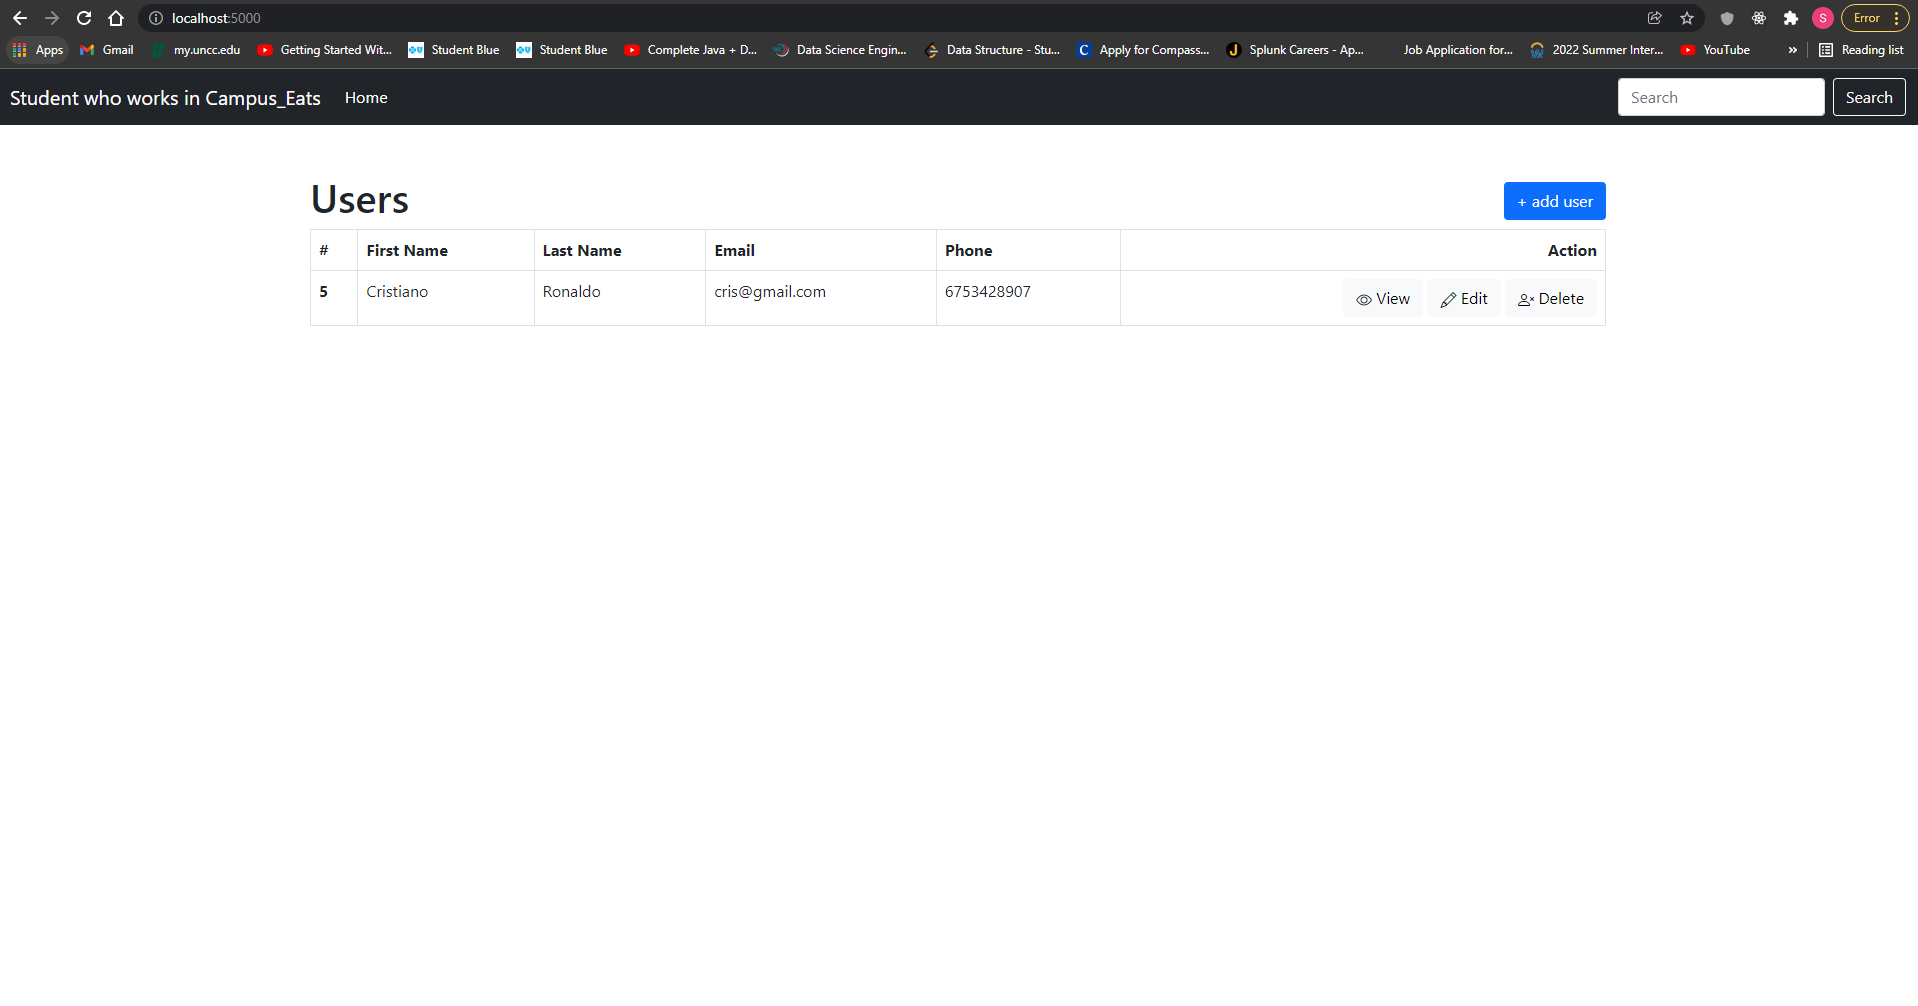 localhost:5000 Error
Apps Gmail my.uncc.edu Getting Started Wit... Student Blue Student Blue Complete Java + D... Data Science Engin... Data Structure - Stu... C Apply for Compass... J Splunk Careers - Ap... Job Application for... 2022 Summer Inter... YouTube » Reading list
Student who works in Campus_Eats Home Search Search
Users + add user
# First Name Last Name Email Phone Action
5 Cristiano Ronaldo cris@gmail.com 6753428907 View Edit Delete